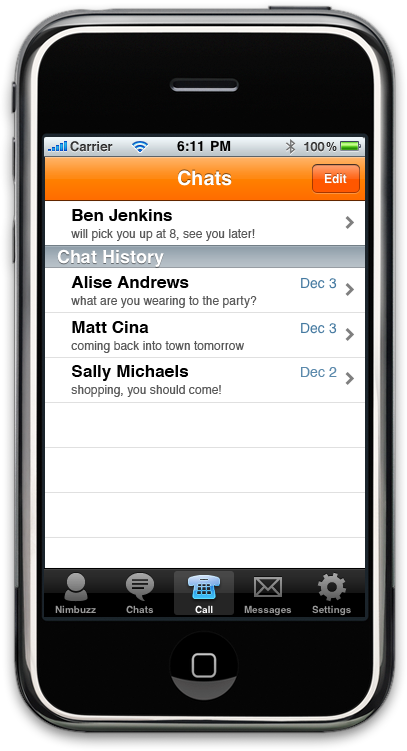 Carrier 6:11 PM 100%
Chats Edit
Ben Jenkins
will pick you up at 8, see you later!
Chat History
Alise Andrews Dec 3
what are you wearing to the party?
Matt Cina Dec 3
coming back into town tomorrow
Sally Michaels Dec 2
shopping, you should come!
Nimbuzz Chats Call Messages Settings